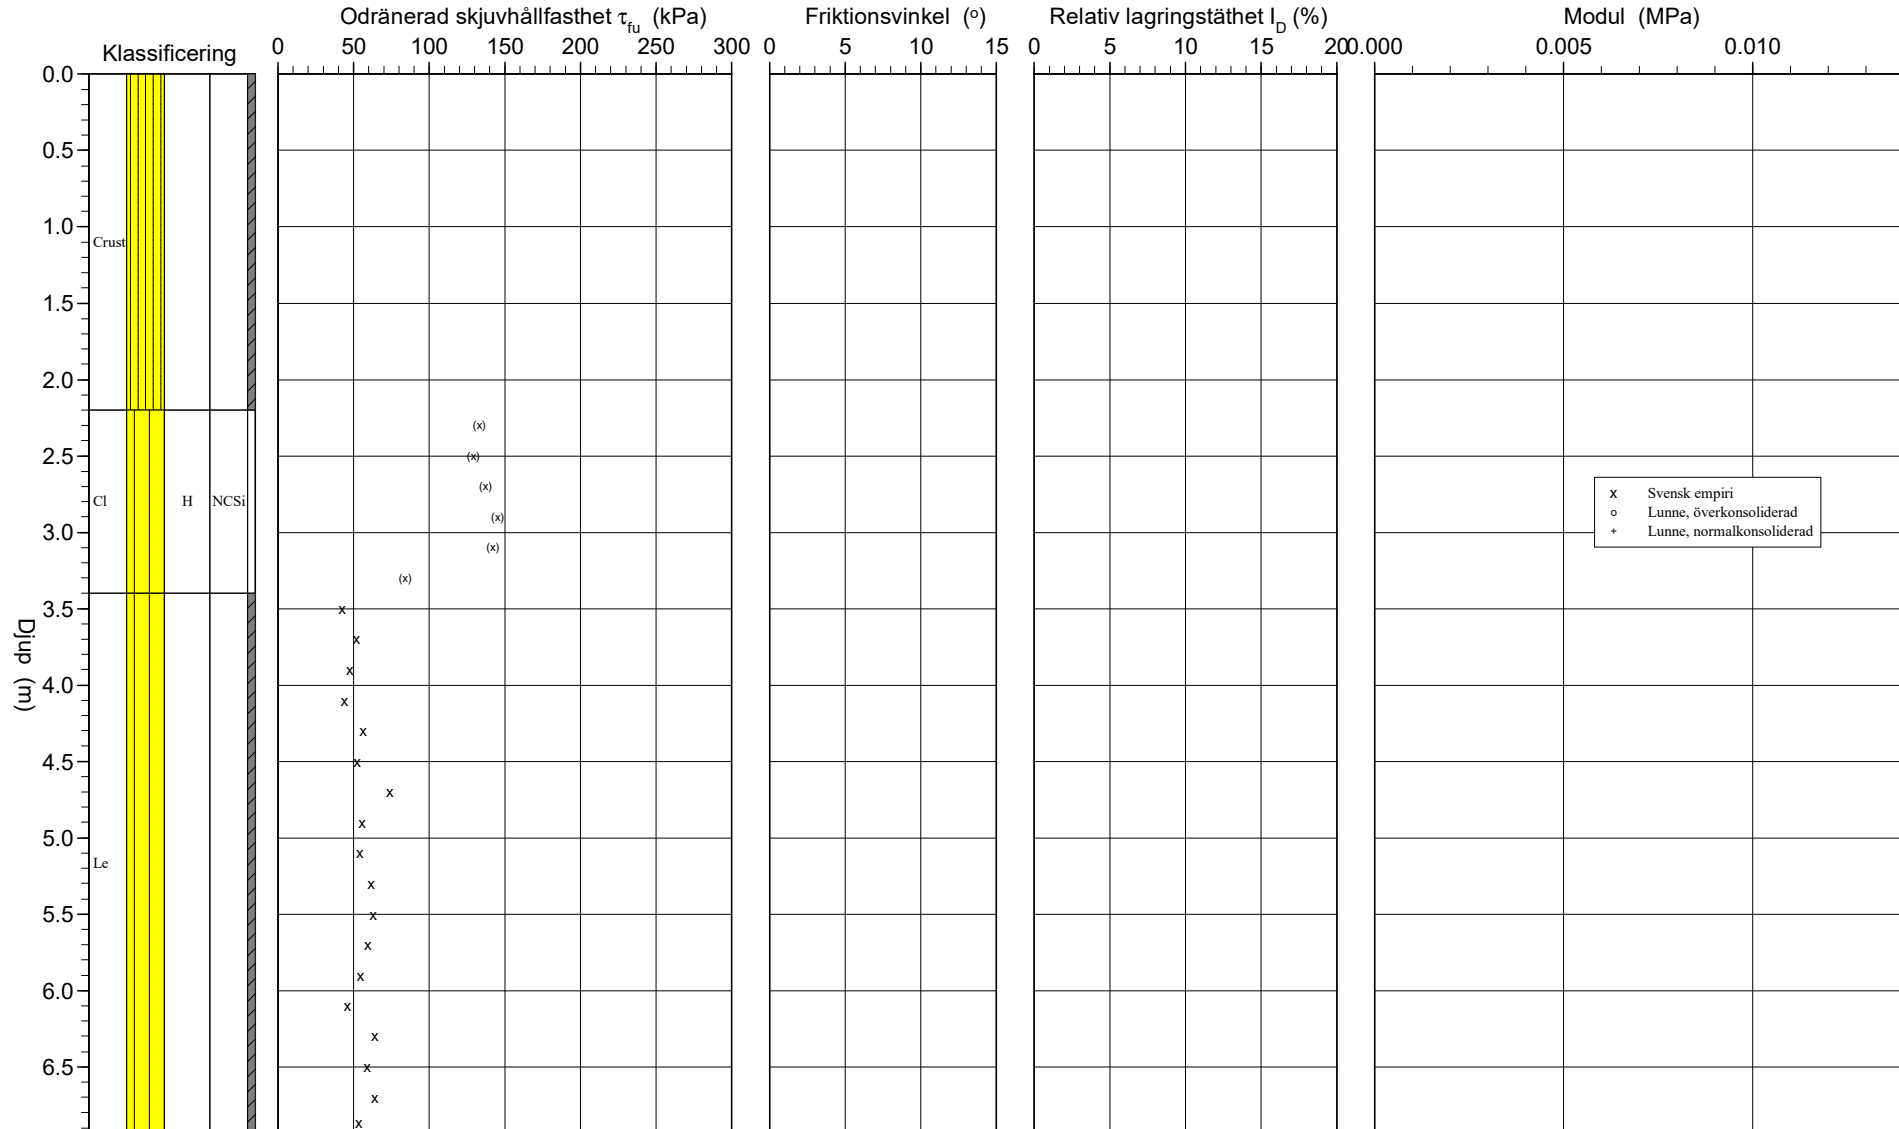 Odränerad skjuvhållfasthet τfu (kPa) Friktionsvinkel (o) Relativ lagringstäthet ID (%) Modul (MPa)
Klassificering
0 50 100 150 200 250 300 0 5 10 15 0 5 10 15 20 0.000 0.005 0.010
0.0
0.5
1.0
Crust
1.5
2.0
(x)
2.5 (x)
(x)
x Svensk empiri
Cl H NCSi
(x)
o Lunne, överkonsoliderad
3.0
+ Lunne, normalkonsoliderad
(x)
(x)
3.5 x
x
Djup (m)
x
4.0
x
x
4.5 x
x
x
5.0
x
Le
x
5.5 x
x
x
6.0
x
x
6.5 x
x
x